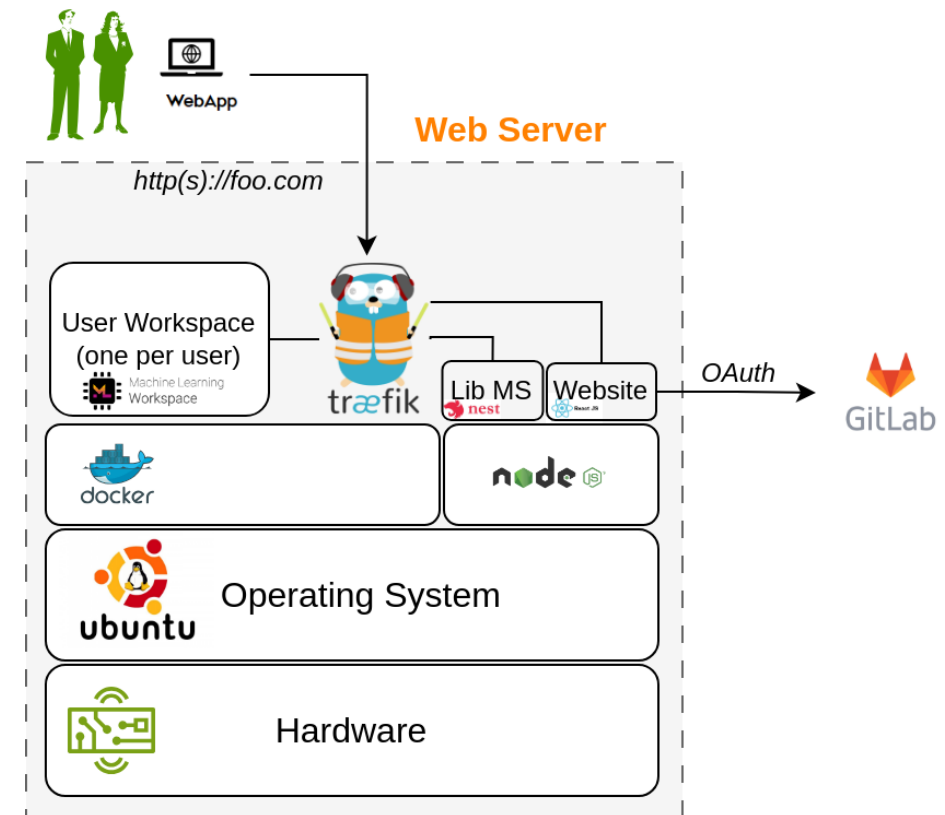 WebApp
Web Server
http(s)://foo.com
User Workspace
(one per user)
ML
Machine Learning
Workspace
træfik
Lib MS
nest
Website
React JS
OAuth
GitLab
docker
node
JS
ubuntu
Operating System
Hardware